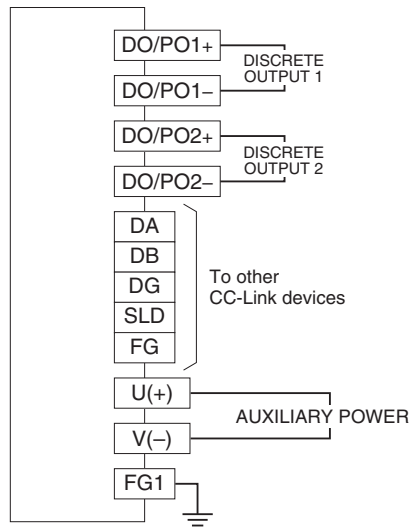 DO/PO1+
DISCRETE
OUTPUT 1
DO/PO1–
DO/PO2+
DISCRETE
OUTPUT 2
DO/PO2–
DA
DB
DG
SLD
FG
To other
CC-Link devices
U(+)
AUXILIARY POWER
V(–)
FG1